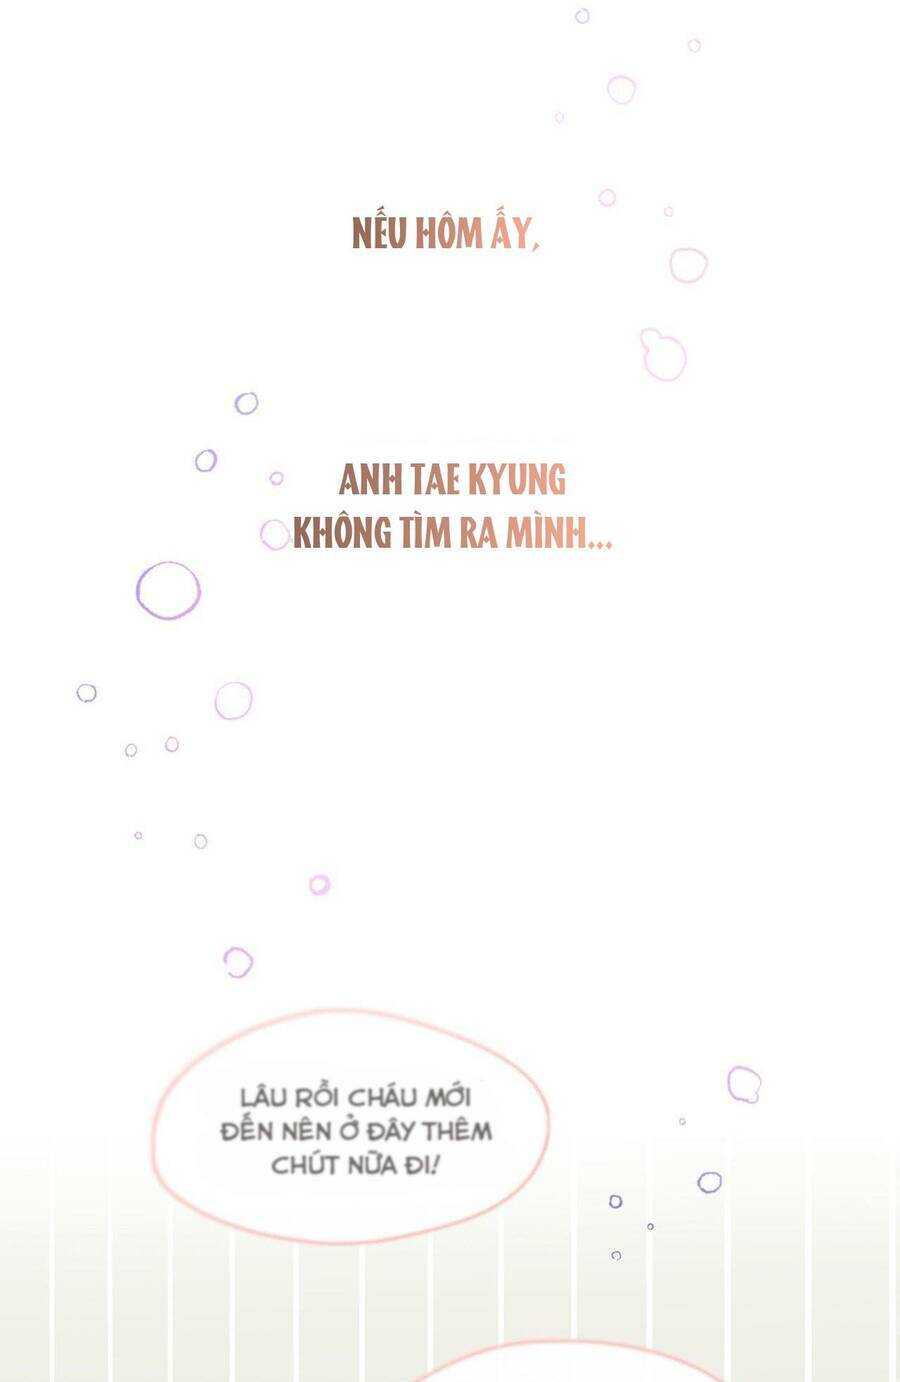 NẾU HÔM ẤY,
ANH TAE KYUNG
KHÔNG TÌM RA MÌNH...
LÂU RỒI CHÁU MỚI
ĐẾN NÊN Ở ĐÂY THÊM
CHÚT NỮA ĐI!